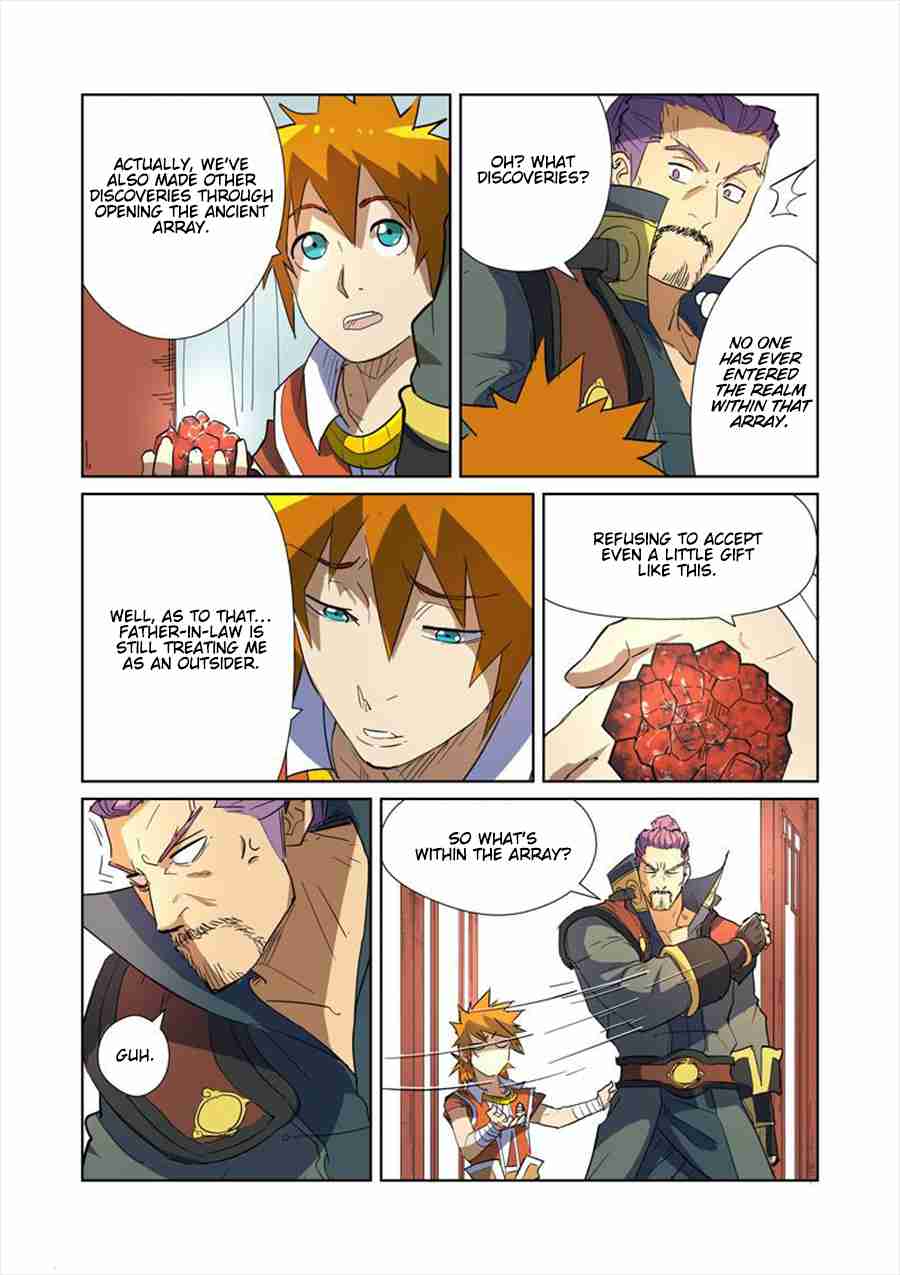 ACTUALLY, WE'VE
ALSO MADE OTHER
DISCOVERIES THROUGH
OPENING THE ANCIENT
ARRAY.
OH? WHAT
DISCOVERIES?
NO ONE
HAS EVER
ENTERED
THE REALM
WITHIN THAT
ARRAY.
WELL, AS TO THAT...
FATHER-IN-LAW IS
STILL TREATING ME
AS AN OUTSIDER.
REFUSING TO ACCEPT
EVEN A LITTLE GIFT
LIKE THIS.
GUH.
SO WHAT'S
WITHIN THE ARRAY?